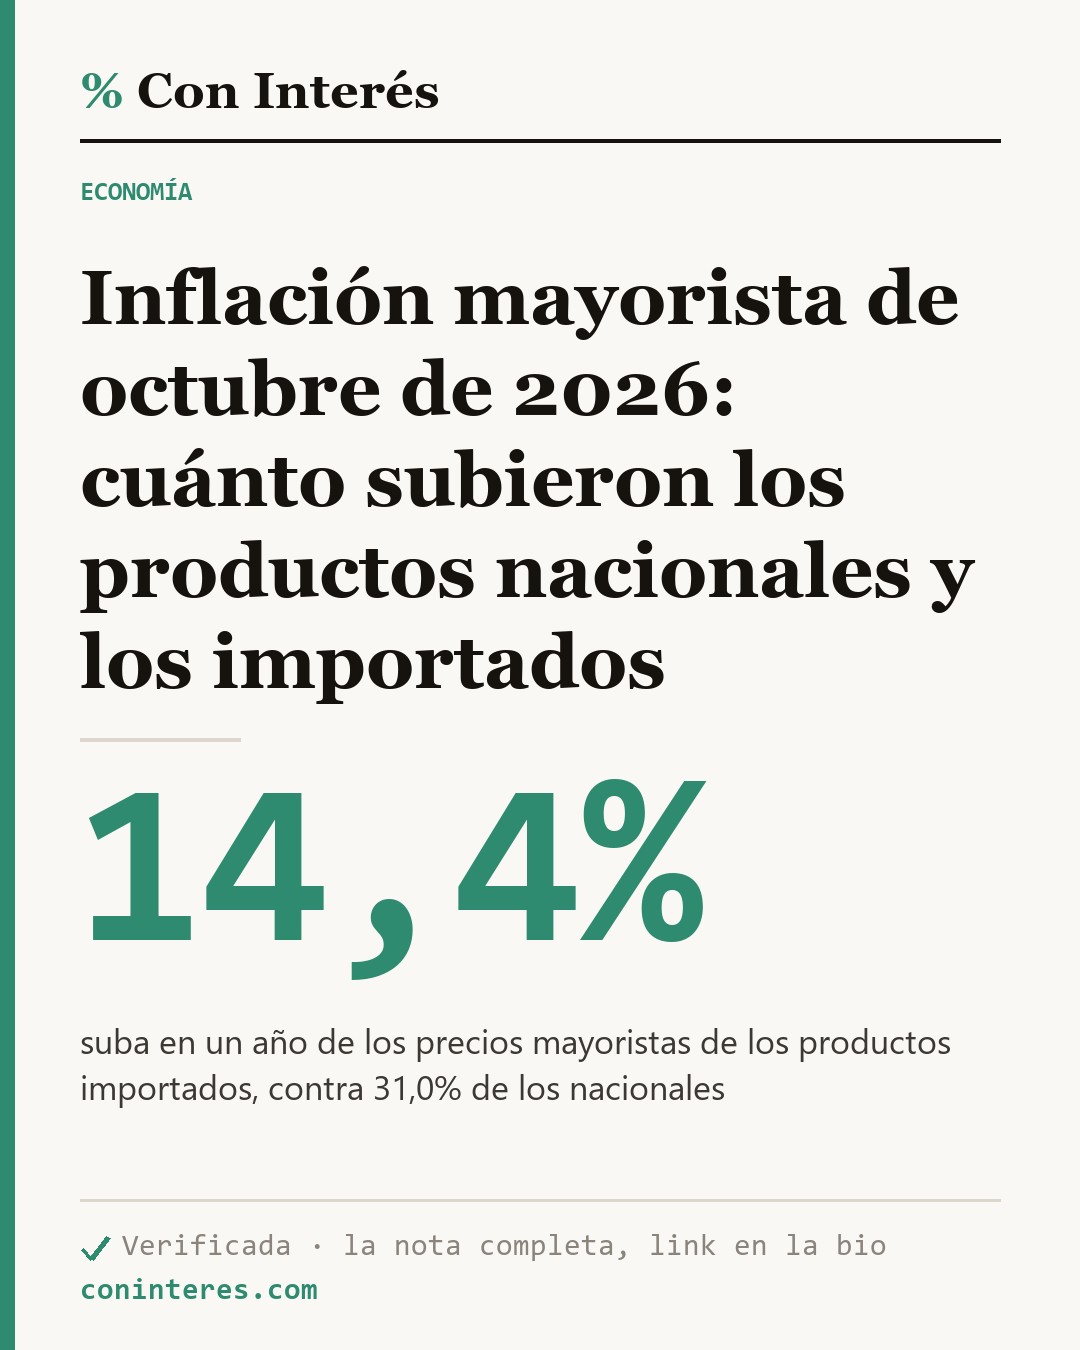 % Con Interés
ECONOMÍA
Inflación mayorista de
octubre de 2026:
cuánto subieron los
productos nacionales y
los importados
14,4%
suba en un año de los precios mayoristas de los productos
importados, contra 31,0% de los nacionales
✓ Verificada · la nota completa, link en la bio
coninteres.com